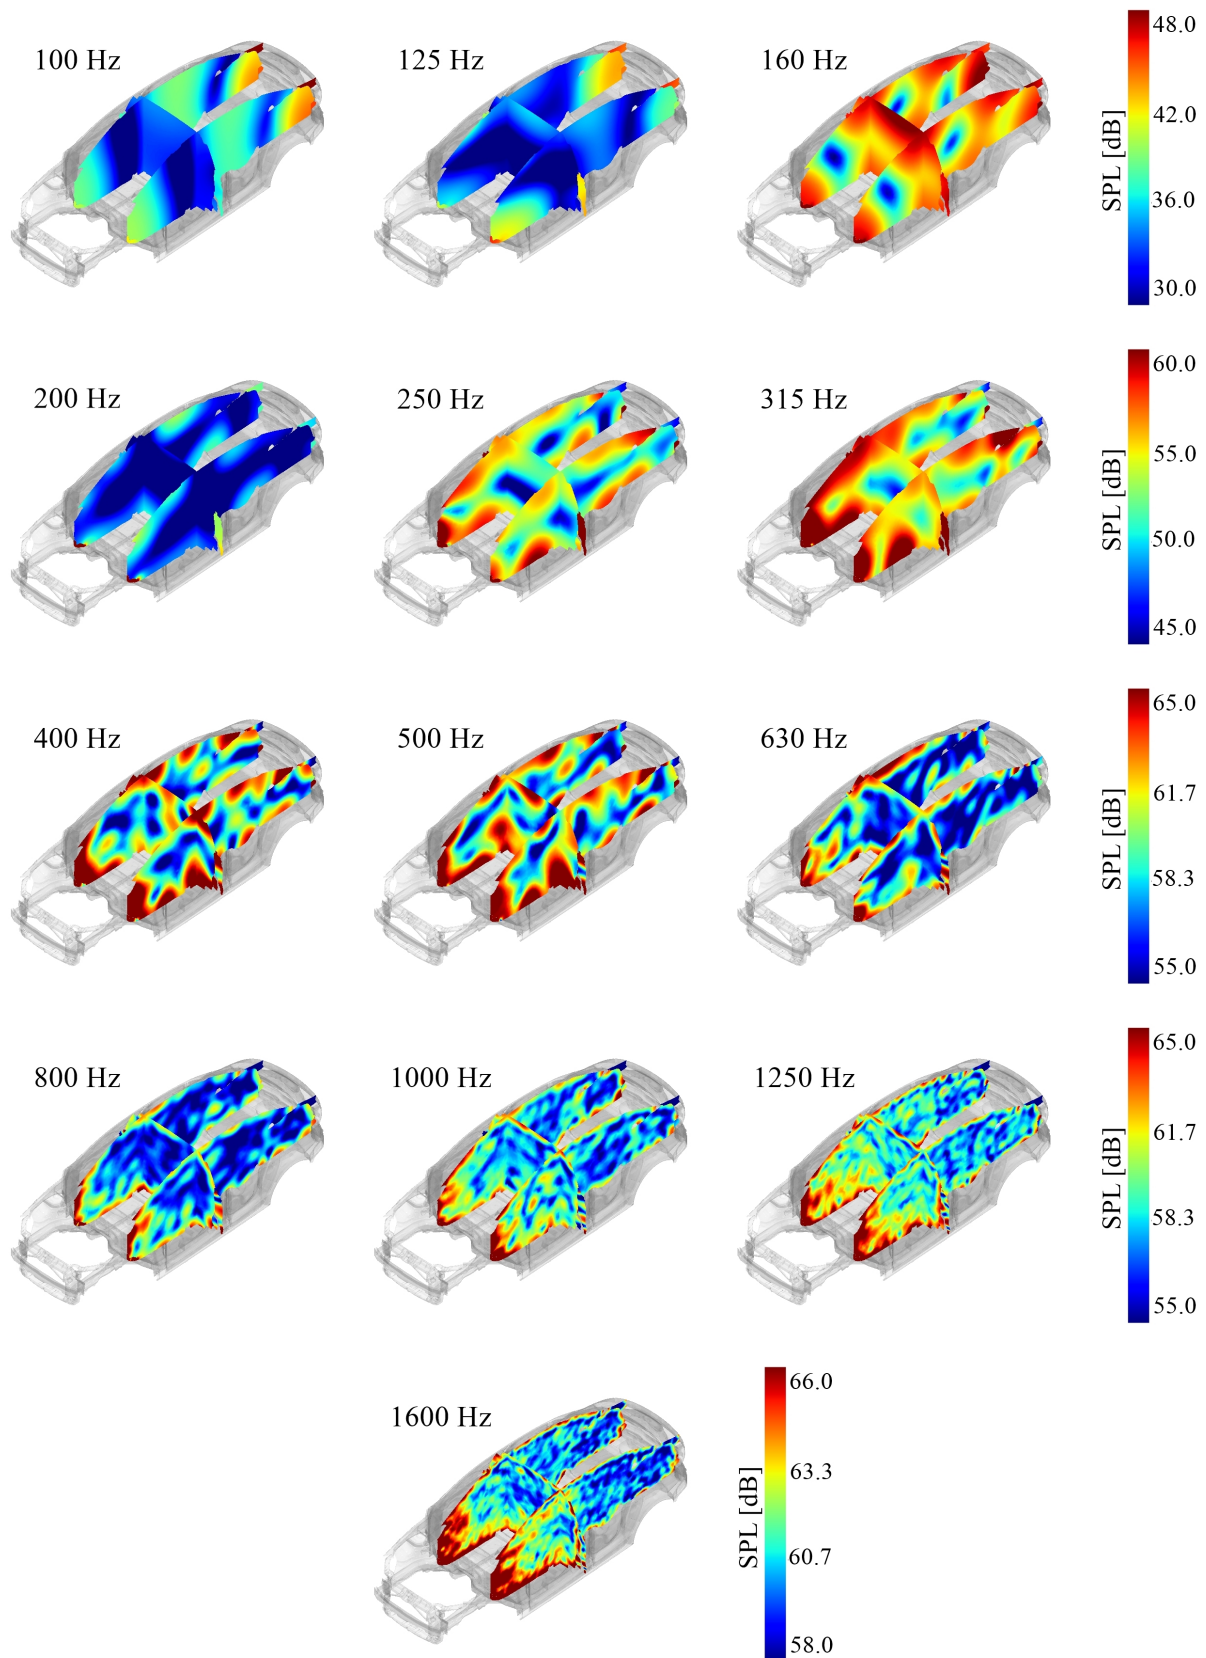 100 Hz
125 Hz
160 Hz
SPL [dB]
48.0
42.0
36.0
30.0
200 Hz
250 Hz
315 Hz
SPL [dB]
60.0
55.0
50.0
45.0
400 Hz
500 Hz
630 Hz
SPL [dB]
65.0
61.7
58.3
55.0
800 Hz
1000 Hz
1250 Hz
SPL [dB]
65.0
61.7
58.3
55.0
1600 Hz
SPL [dB]
66.0
63.3
60.7
58.0